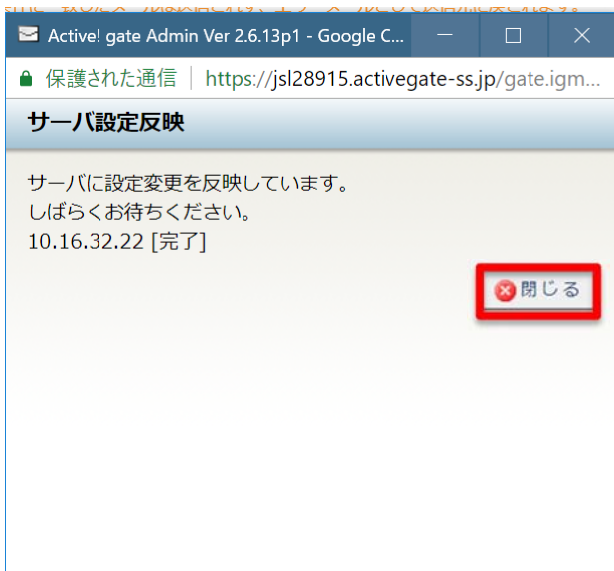 Active! gate Admin Ver 2.6.13p1 - Google C...
保護された通信 | https://jsl28915.activegate-ss.jp/gate.igm...
サーバ設定反映
サーバに設定変更を反映しています。
しばらくお待ちください。
10.16.32.22 [完了]
閉じる